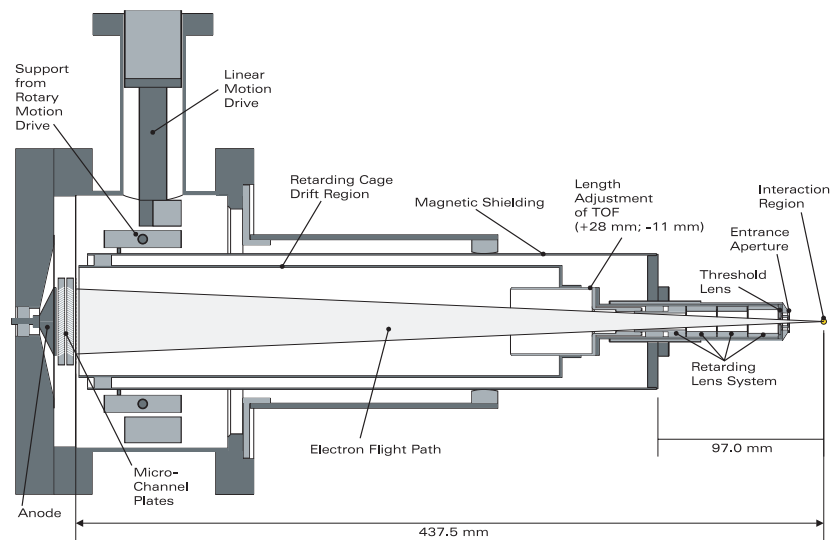 Support
from
Rotary
Motion
Drive
Linear
Motion
Drive
Retarding Cage
Drift Region
Magnetic Shielding
Length
Adjustment
of TOF
(+28 mm; -11 mm)
Interaction
Region
Entrance
Aperture
Threshold
Lens
Retarding
Lens System
Electron Flight Path
97.0 mm
Micro-
Channel
Plates
Anode
437.5 mm